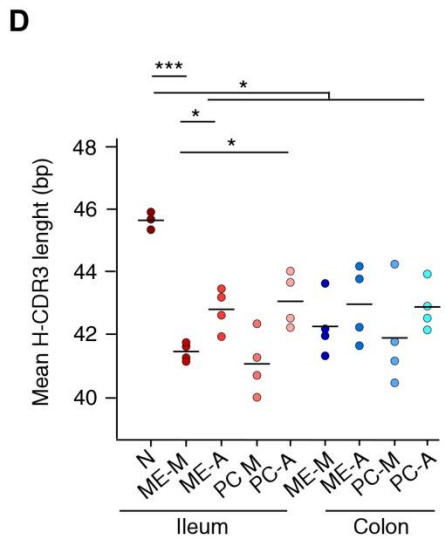 D
***
*
*
*
Mean H-CDR3 lenght (bp)
48
46
44
42
40
N
ME-M
ME-A
PC M
PC-A
ME-M
ME-A
PC-M
PC-A
Ileum
Colon